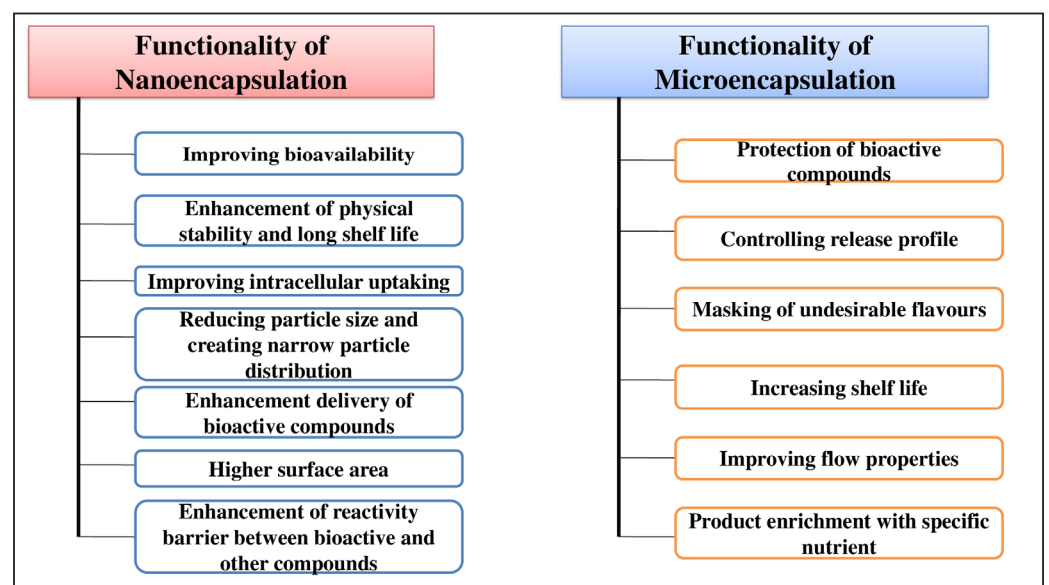 Functionality of
Nanoencapsulation
Improving bioavailability
Enhancement of physical
stability and long shelf life
Improving intracellular uptaking
Reducing particle size and
creating narrow particle
distribution
Enhancement delivery of
bioactive compounds
Higher surface area
Enhancement of reactivity
barrier between bioactive and
other compounds
Functionality of
Microencapsulation
Protection of bioactive
compounds
Controlling release profile
Masking of undesirable flavours
Increasing shelf life
Improving flow properties
Product enrichment with specific
nutrient